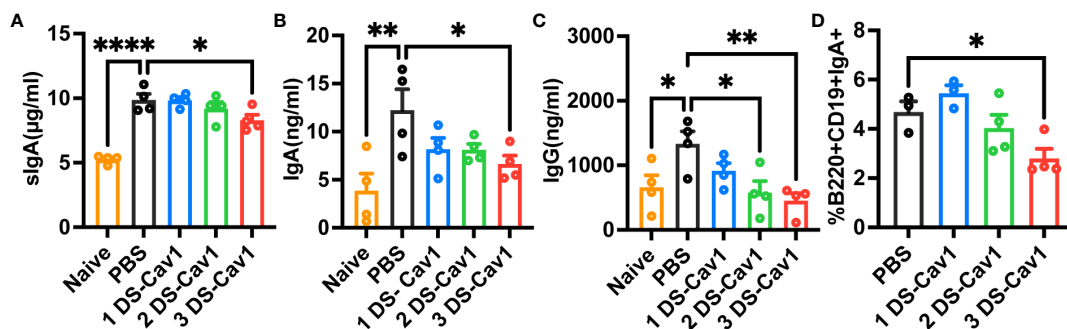 A
sIgA(μg/ml)
15
10
5
0
**** *
Naive
PBS
1 DS-Cav1
2 DS-Cav1
3 DS-Cav1
B
IgA(ng/ml)
20
15
10
5
0
** *
Naive
PBS
1 DS- Cav1
2 DS-Cav1
3 DS-Cav1
C
IgG(ng/ml)
3000
2000
1000
0
**
* *
Naive
PBS
1 DS-Cav1
2 DS-Cav1
3 DS-Cav1
D
%B220+CD19+IgA+
8
6
4
2
0
*
PBS
1 DS-Cav1
2 DS-Cav1
3 DS-Cav1